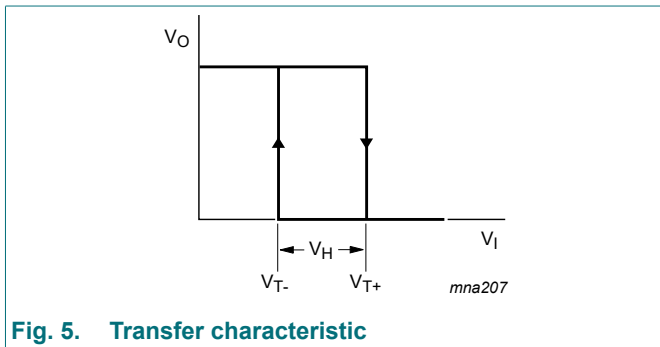 VO
VH
VI
VT-
VT+
mna207
Fig. 5. Transfer characteristic